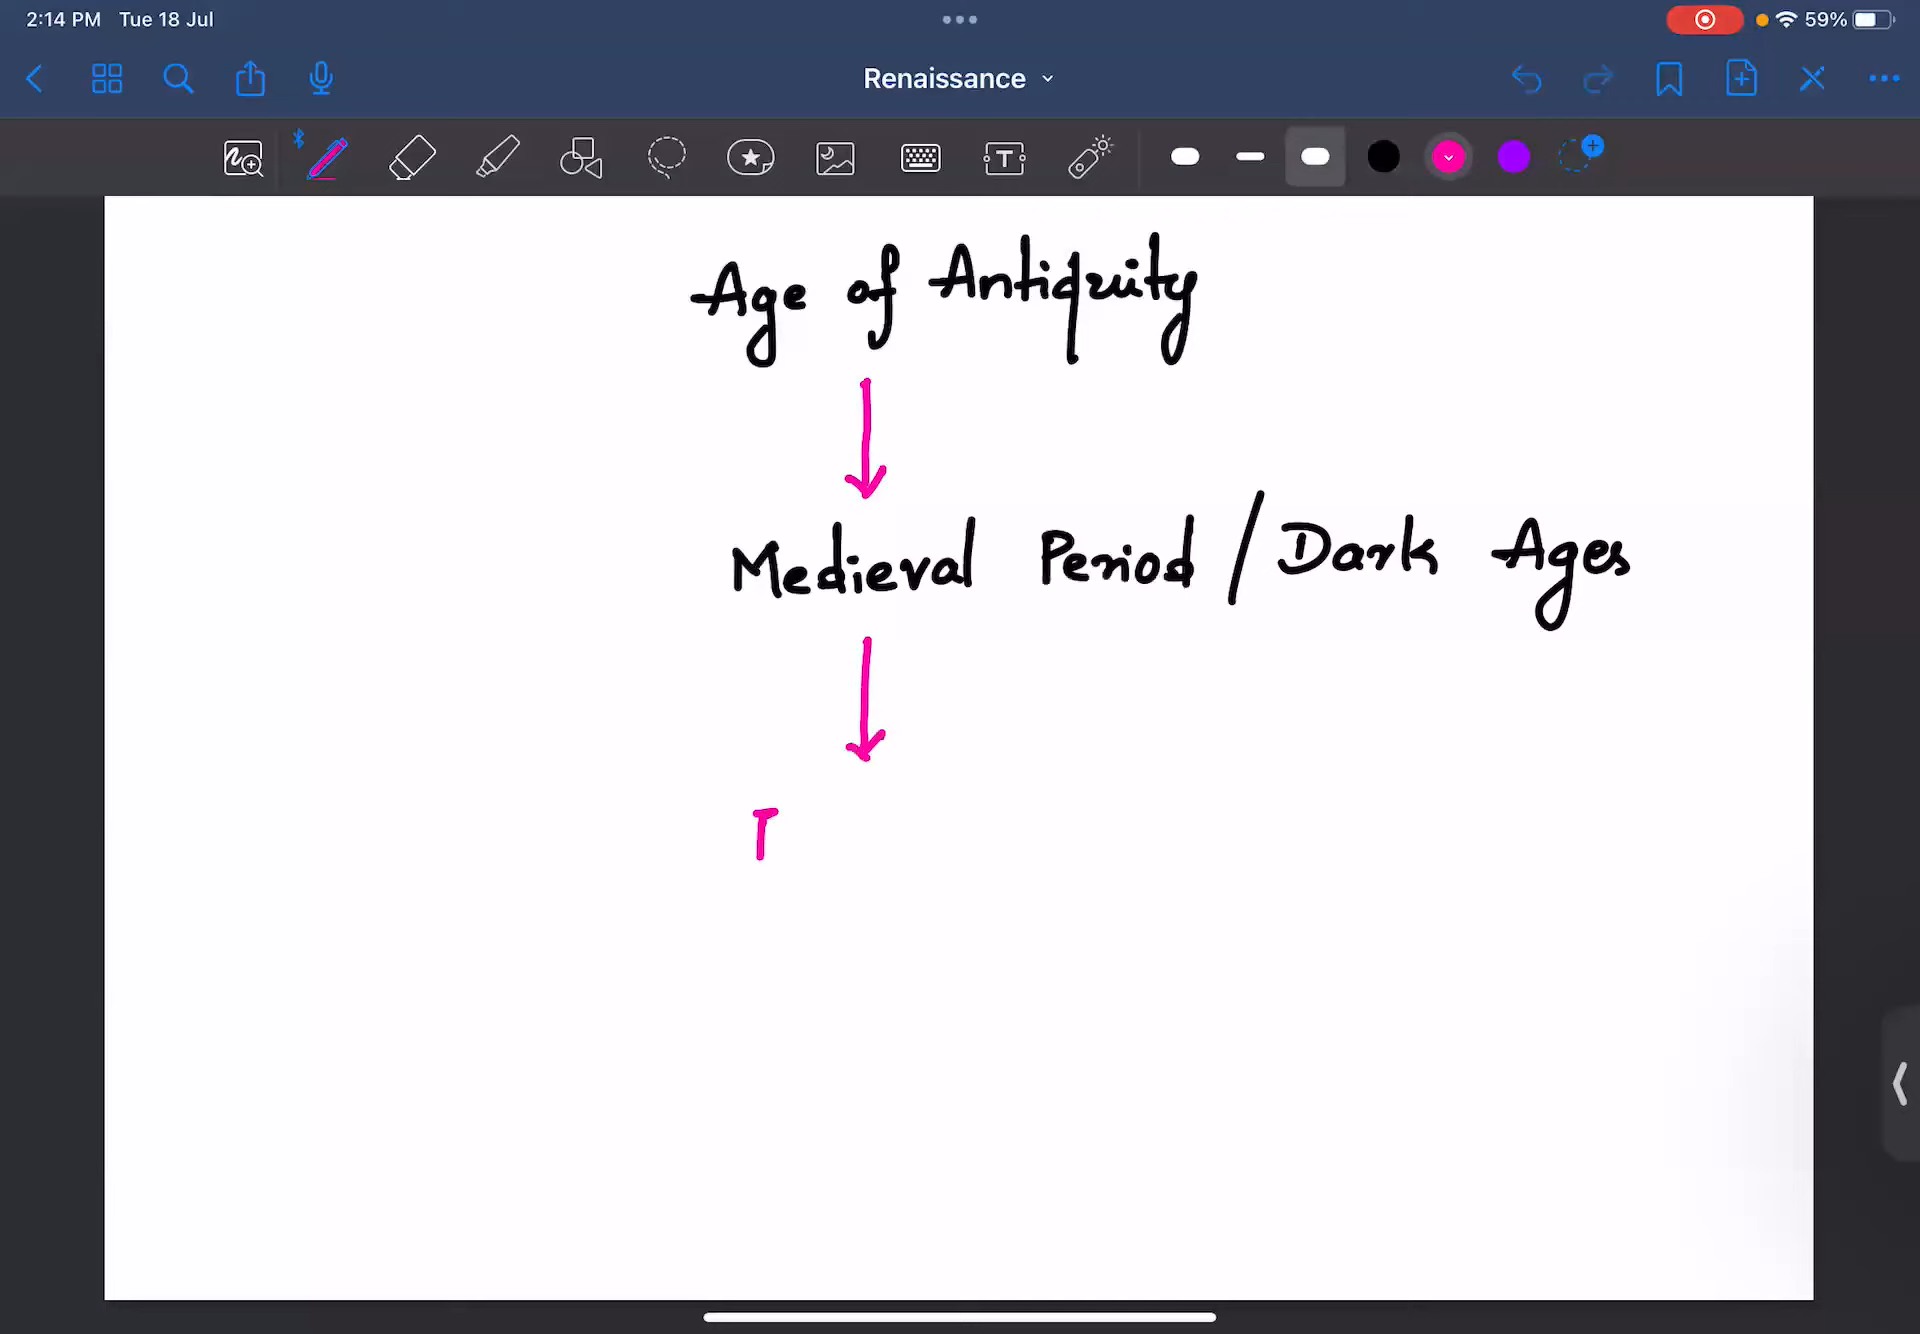 2:14 PM Tue 18 Jul
59%
Renaissance
T
Age of Antiquity
Medieval Period / Dark Ages